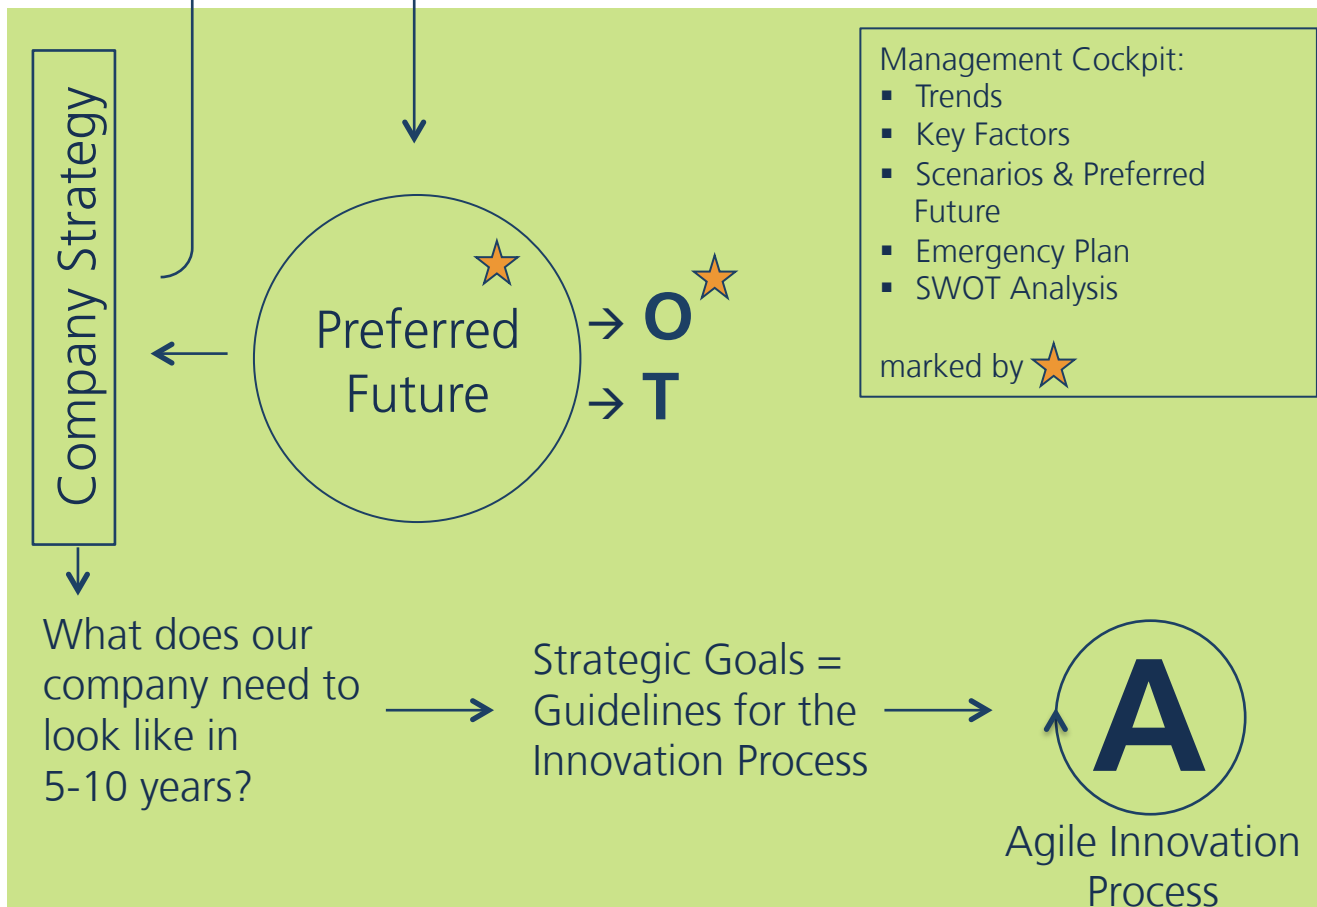 Company Strategy
Preferred
Future
→ O
→ T
Management Cockpit:
▪ Trends
▪ Key Factors
▪ Scenarios & Preferred
Future
▪ Emergency Plan
▪ SWOT Analysis
marked by
What does our
company need to
look like in
5-10 years?
Strategic Goals =
Guidelines for the
Innovation Process
A
Agile Innovation
Process